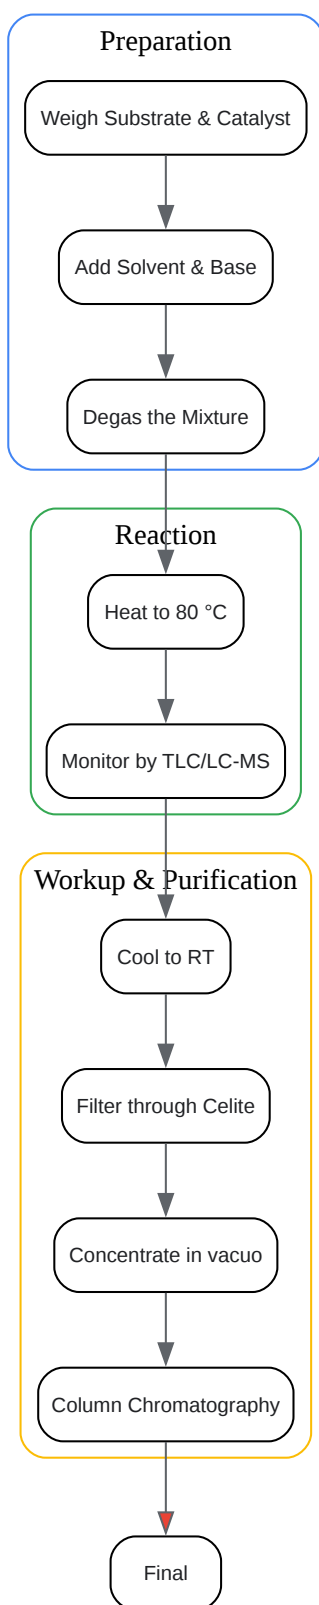 Preparation
Weigh Substrate & Catalyst
Add Solvent & Base
Degas the Mixture
Reaction
Heat to 80 °C
Monitor by TLC/LC-MS
Workup & Purification
Cool to RT
Filter through Celite
Concentrate in vacuo
Column Chromatography
Final